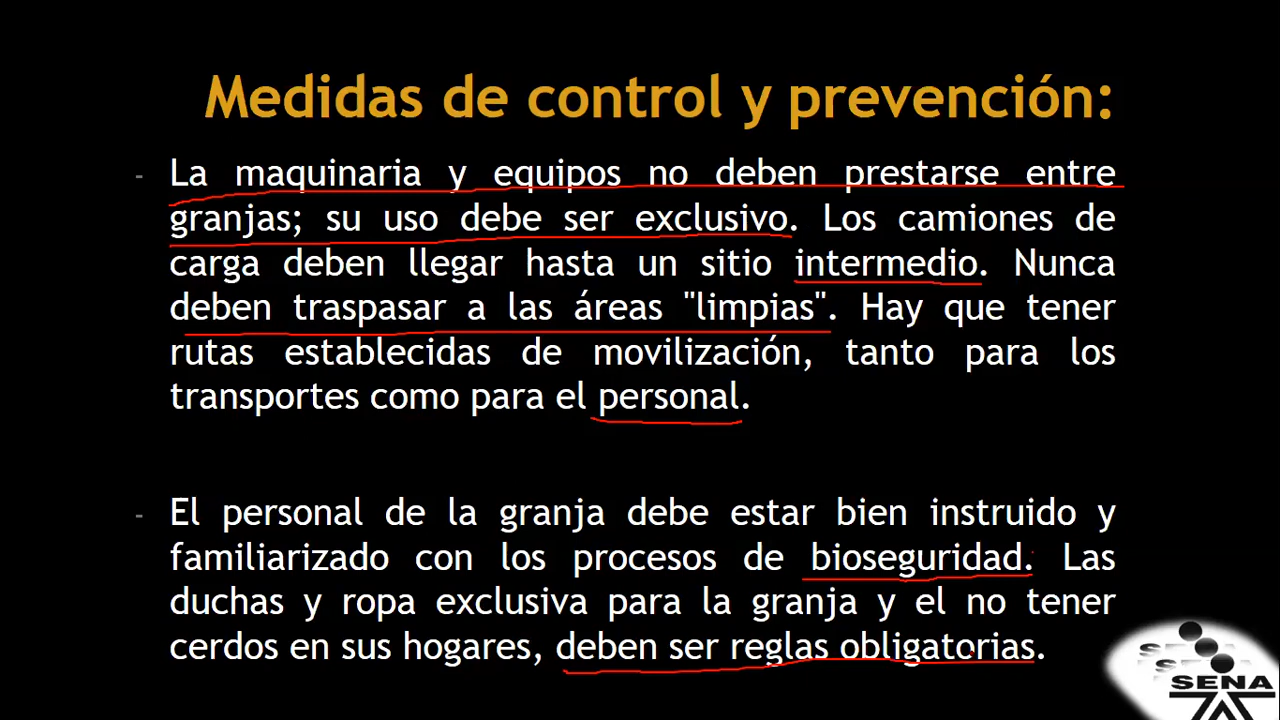 Medidas de control y prevención:
- La maquinaria y equipos no deben prestarse entre
granjas; su uso debe ser exclusivo. Los camiones de
carga deben llegar hasta un sitio intermedio. Nunca
deben traspasar a las áreas "limpias". Hay que tener
rutas establecidas de movilización, tanto para los
transportes como para el personal.
- El personal de la granja debe estar bien instruido y
familiarizado con los procesos de bioseguridad. Las
duchas y ropa exclusiva para la granja y el no tener
cerdos en sus hogares, deben ser reglas obligatorias.
SENA